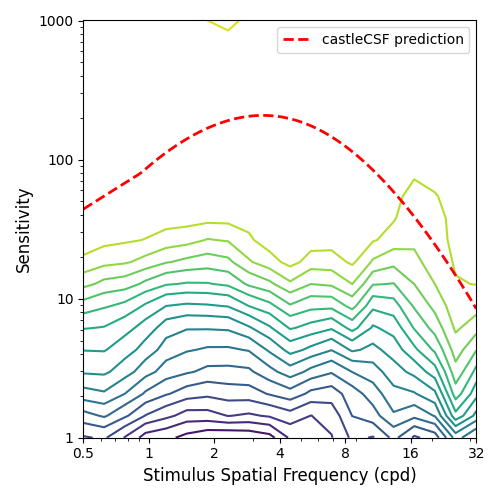 1000
castleCSF prediction
100
Sensitivity
10
1
0.5 1 2 4 8 16 32
Stimulus Spatial Frequency (cpd)